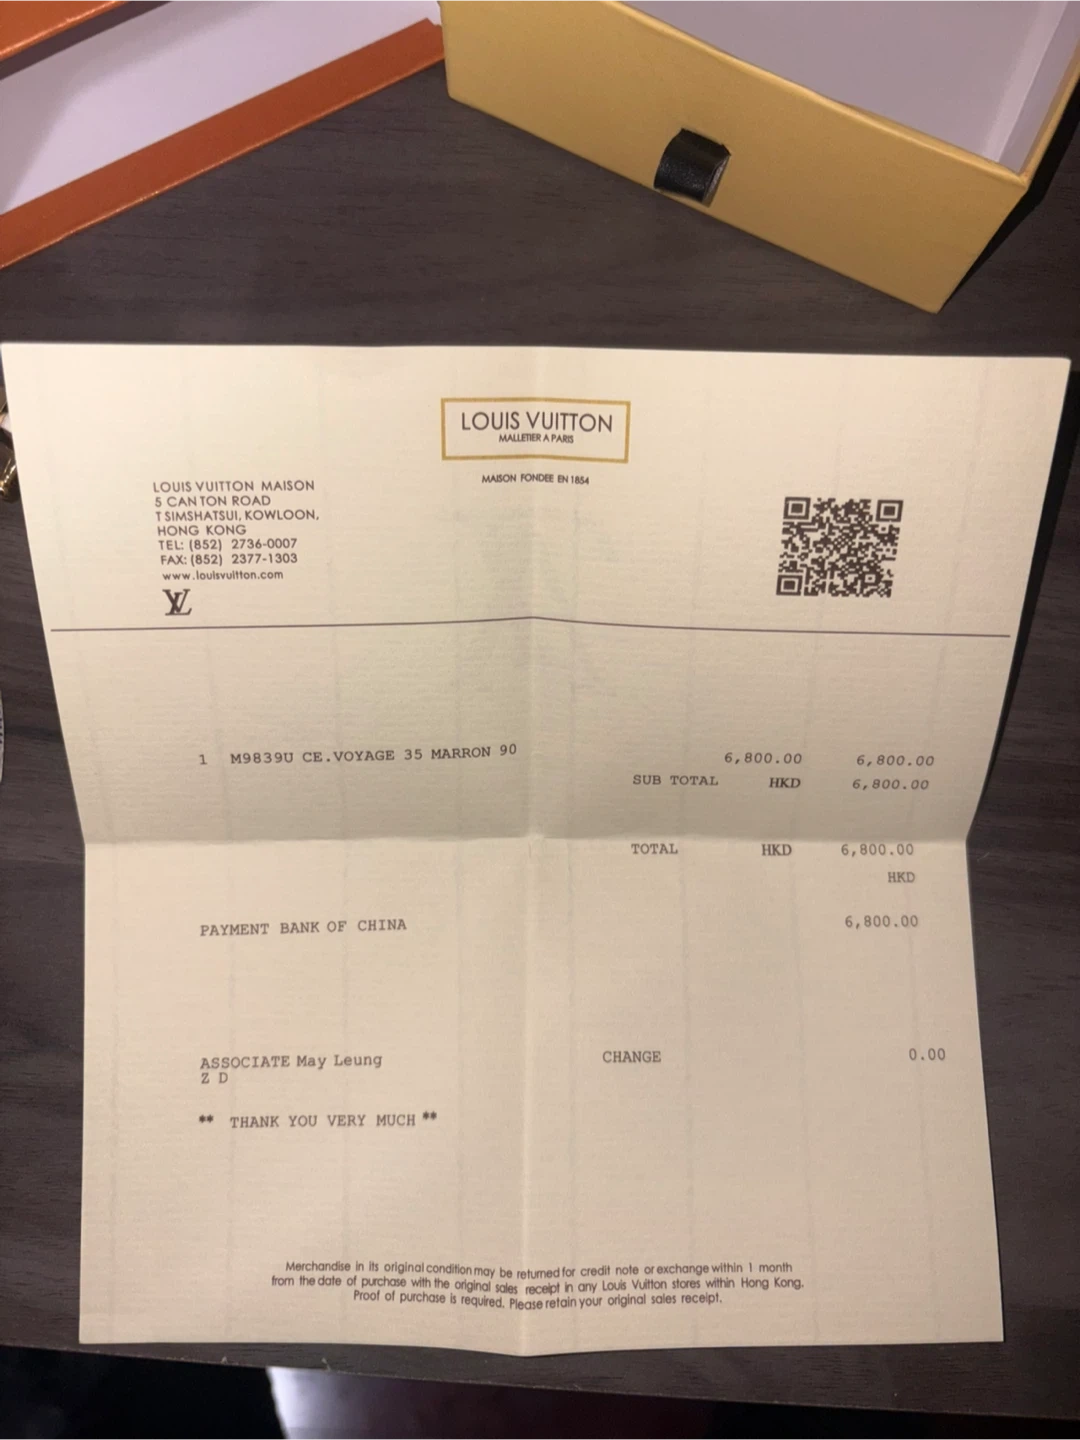 LOUIS VUITTON
MALLETIER A PARIS
MAISON FONDEE EN 1854
LOUIS VUITTON MAISON
5 CANTON ROAD
TSIMSHATSUI, KOWLOON,
HONG KONG
TEL: (852) 2736-0007
FAX: (852) 2377-1303
www.louisvuitton.com
LV
1 M9839U CE.VOYAGE 35 MARRON 90 6,800.00 6,800.00
SUB TOTAL HKD 6,800.00
TOTAL HKD 6,800.00
HKD
PAYMENT BANK OF CHINA 6,800.00
ASSOCIATE May Leung CHANGE 0.00
Z D
** THANK YOU VERY MUCH **
Merchandise in its original condition may be returned for credit note or exchange within 1 month
from the date of purchase with the original sales receipt in any Louis Vuitton stores within Hong Kong.
Proof of purchase is required. Please retain your original sales receipt.